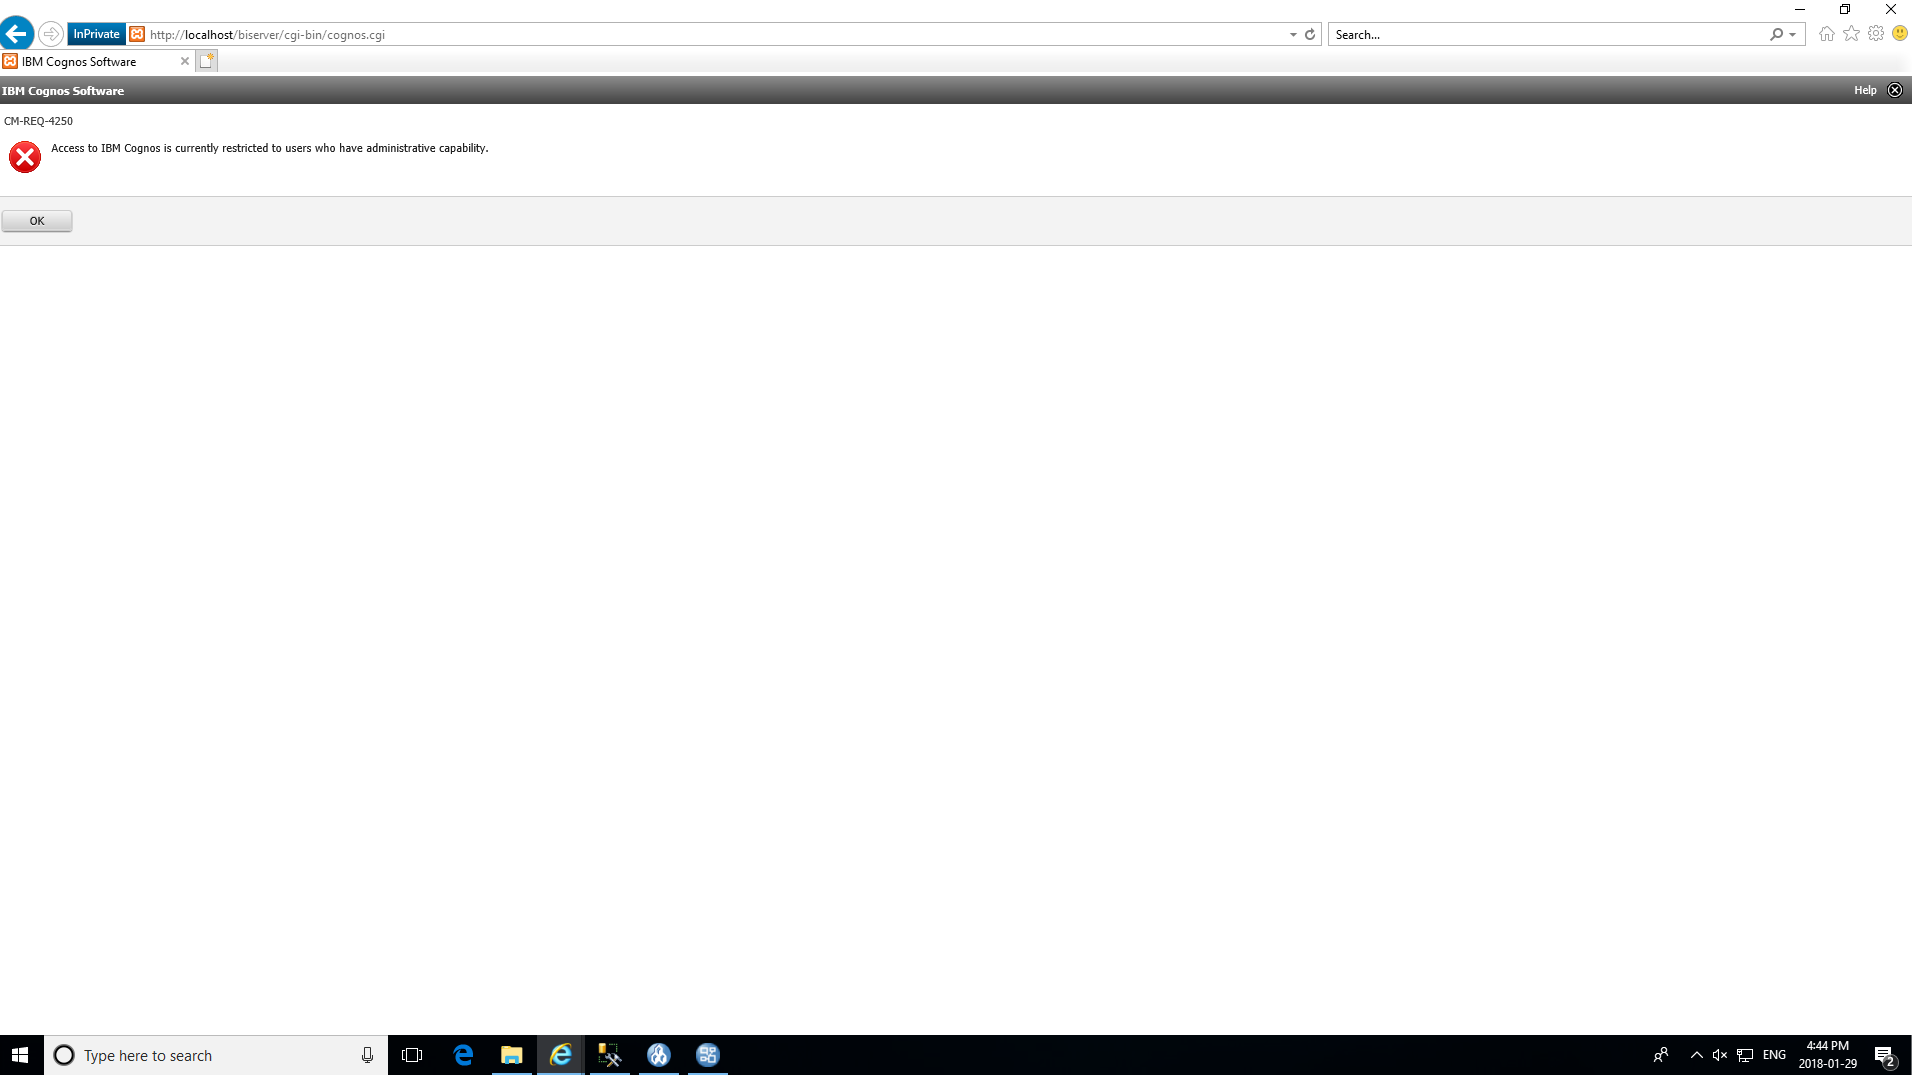 InPrivate http://localhost/biserver/cgi-bin/cognos.cgi Search...
IBM Cognos Software
IBM Cognos Software Help
CM-REQ-4250
Access to IBM Cognos is currently restricted to users who have administrative capability.
OK
Type here to search ENG 4:44 PM
2018-01-29 2